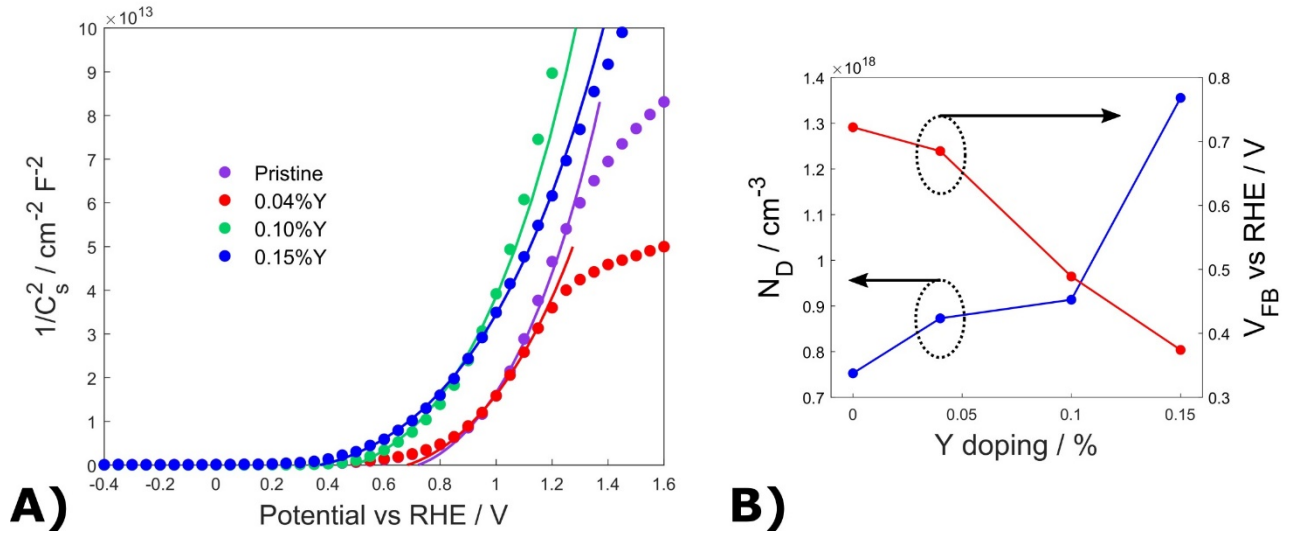 ×10¹³
10
9
8
7
6
5
4
3
2
1
0
1/C²ₛ / cm⁻² F⁻²
Pristine
0.04%Y
0.10%Y
0.15%Y
-0.4 -0.2 0 0.2 0.4 0.6 0.8 1 1.2 1.4 1.6
Potential vs RHE / V
A)
×10¹⁸
1.4
1.3
1.2
1.1
1
0.9
0.8
0.7
N_D / cm⁻³
0.8
0.7
0.6
0.5
0.4
0.3
V_FB vs RHE / V
0 0.05 0.1 0.15
Y doping / %
B)